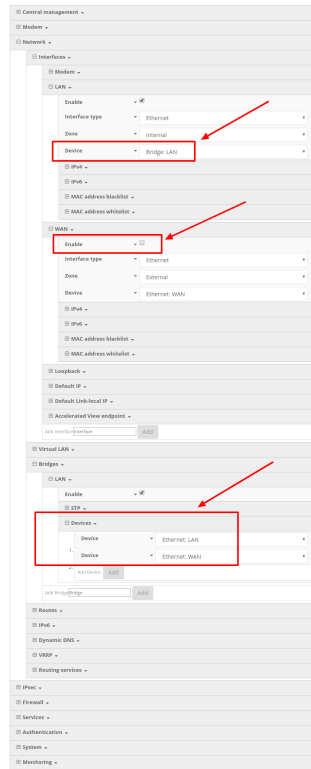 Central management
Modem
Network
Interfaces
Modem
LAN
Enable
Interface type Ethernet
Zone Internal
Device Bridge: LAN
IPv4
IPv6
MAC address blacklist
MAC address whitelist
WAN
Enable
Interface type Ethernet
Zone External
Device Ethernet: WAN
IPv4
IPv6
MAC address blacklist
MAC address whitelist
Loopback
Default IP
Default Link-local IP
Accelerated View endpoint
Add Interface Interface Add
Virtual LAN
Bridges
LAN
Enable
STP
Devices
Device Ethernet: LAN
1.
Device Ethernet: WAN
2.
Add Device: Add
Add Bridge Bridge Add
Routes
IPv6
Dynamic DNS
VRRP
Routing services
IPsec
Firewall
Services
Authentication
System
Monitoring